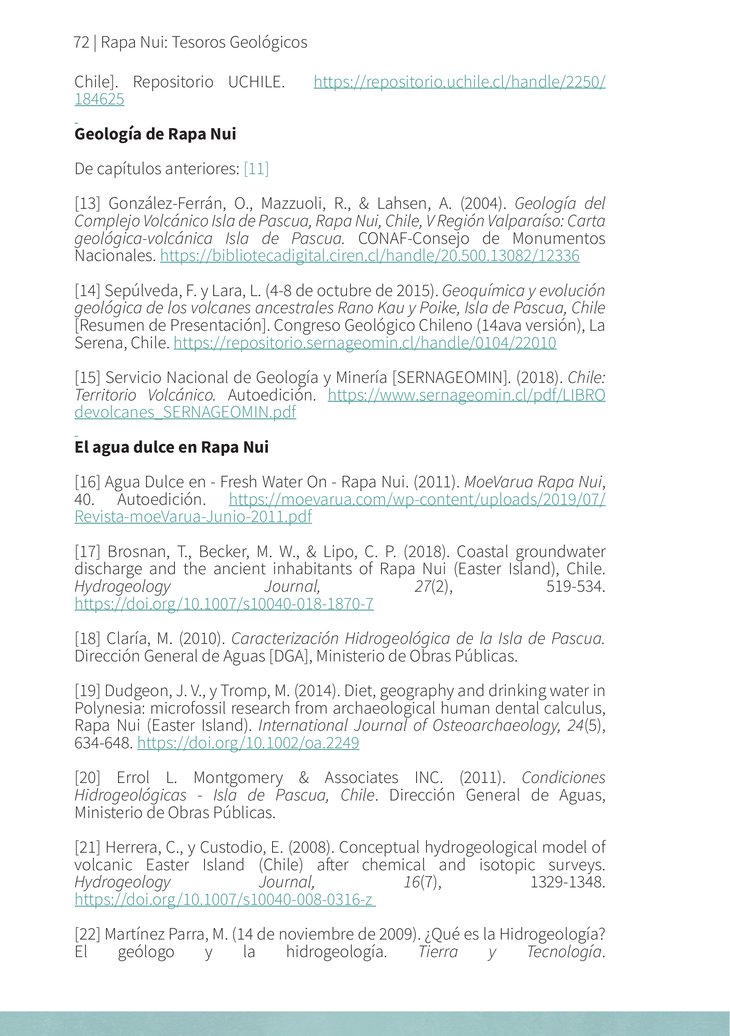 72 | Rapa Nui: Tesoros Geológicos
Chile]. Repositorio UCHILE. https://repositorio.uchile.cl/handle/2250/
184625
Geología de Rapa Nui
De capítulos anteriores: [11]
[13] González-Ferrán, O., Mazzuoli, R., & Lahsen, A. (2004). Geología del
Complejo Volcánico Isla de Pascua, Rapa Nui, Chile, V Región Valparaíso: Carta
geológica-volcánica Isla de Pascua. CONAF-Consejo de Monumentos
Nacionales. https://bibliotecadigital.ciren.cl/handle/20.500.13082/12336
[14] Sepúlveda, F. y Lara, L. (4-8 de octubre de 2015). Geoquímica y evolución
geológica de los volcanes ancestrales Rano Kau y Poike, Isla de Pascua, Chile
[Resumen de Presentación]. Congreso Geológico Chileno (14ava versión), La
Serena, Chile. https://repositorio.sernageomin.cl/handle/0104/22010
[15] Servicio Nacional de Geología y Minería [SERNAGEOMIN]. (2018). Chile:
Territorio Volcánico. Autoedición. https://www.sernageomin.cl/pdf/LIBRO
devolcanes_SERNAGEOMIN.pdf
El agua dulce en Rapa Nui
[16] Agua Dulce en - Fresh Water On - Rapa Nui. (2011). MoeVarua Rapa Nui,
40. Autoedición. https://moevarua.com/wp-content/uploads/2019/07/
Revista-moeVarua-Junio-2011.pdf
[17] Brosnan, T., Becker, M. W., & Lipo, C. P. (2018). Coastal groundwater
discharge and the ancient inhabitants of Rapa Nui (Easter Island), Chile.
Hydrogeology Journal, 27(2), 519-534.
https://doi.org/10.1007/s10040-018-1870-7
[18] Claría, M. (2010). Caracterización Hidrogeológica de la Isla de Pascua.
Dirección General de Aguas [DGA], Ministerio de Obras Públicas.
[19] Dudgeon, J. V., y Tromp, M. (2014). Diet, geography and drinking water in
Polynesia: microfossil research from archaeological human dental calculus,
Rapa Nui (Easter Island). International Journal of Osteoarchaeology, 24(5),
634-648. https://doi.org/10.1002/oa.2249
[20] Errol L. Montgomery & Associates INC. (2011). Condiciones
Hidrogeológicas - Isla de Pascua, Chile. Dirección General de Aguas,
Ministerio de Obras Públicas.
[21] Herrera, C., y Custodio, E. (2008). Conceptual hydrogeological model of
volcanic Easter Island (Chile) after chemical and isotopic surveys.
Hydrogeology Journal, 16(7), 1329-1348.
https://doi.org/10.1007/s10040-008-0316-z
[22] Martínez Parra, M. (14 de noviembre de 2009). ¿Qué es la Hidrogeología?
El geólogo y la hidrogeología. Tierra y Tecnología.